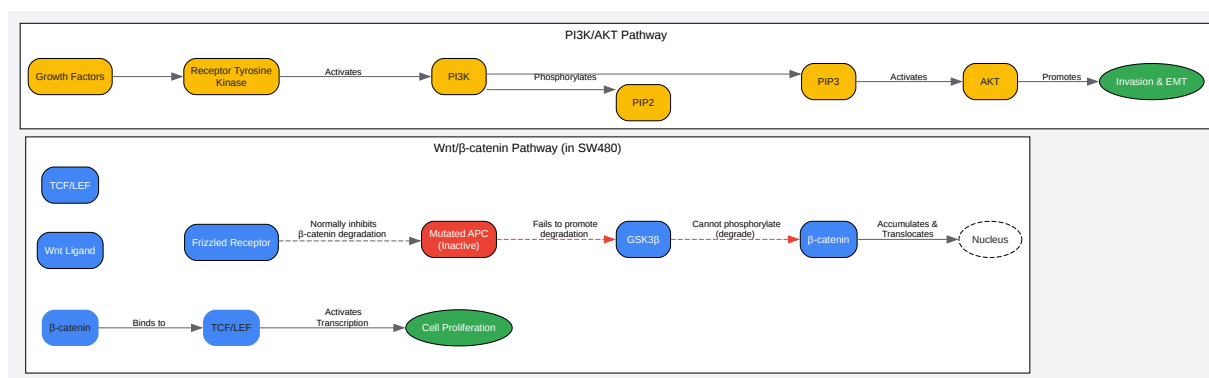 PI3K/AKT Pathway
Growth Factors
Receptor Tyrosine
Kinase
Activates
PI3K
Phosphorylates
PIP2
PIP3
Activates
AKT
Promotes
Invasion & EMT
Wnt/β-catenin Pathway (in SW480)
TCF/LEF
Wnt Ligand
Frizzled Receptor
Normally inhibits
β-catenin degradation
Mutated APC
(Inactive)
Fails to promote
degradation
GSK3β
Cannot phosphorylate
(degrade)
β-catenin
Accumulates &
Translocates
Nucleus
β-catenin
Binds to
TCF/LEF
Activates
Transcription
Cell Proliferation